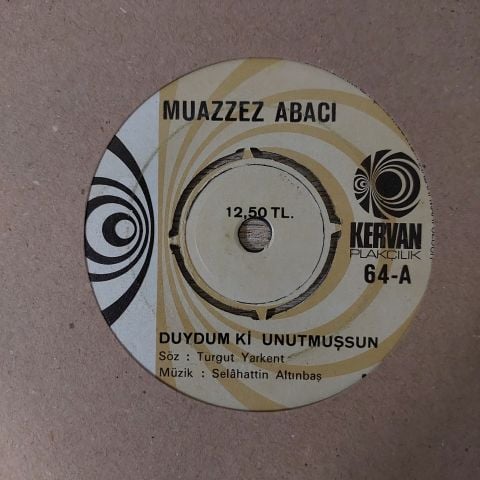 MUAZZEZ ABACI
12,50 TL.
KERVAN
PLAKÇILIK
64-A
DUYDUM Kİ UNUTMUŞSUN
Söz : Turgut Yarkent
Müzik : Selâhattin Altınbaş